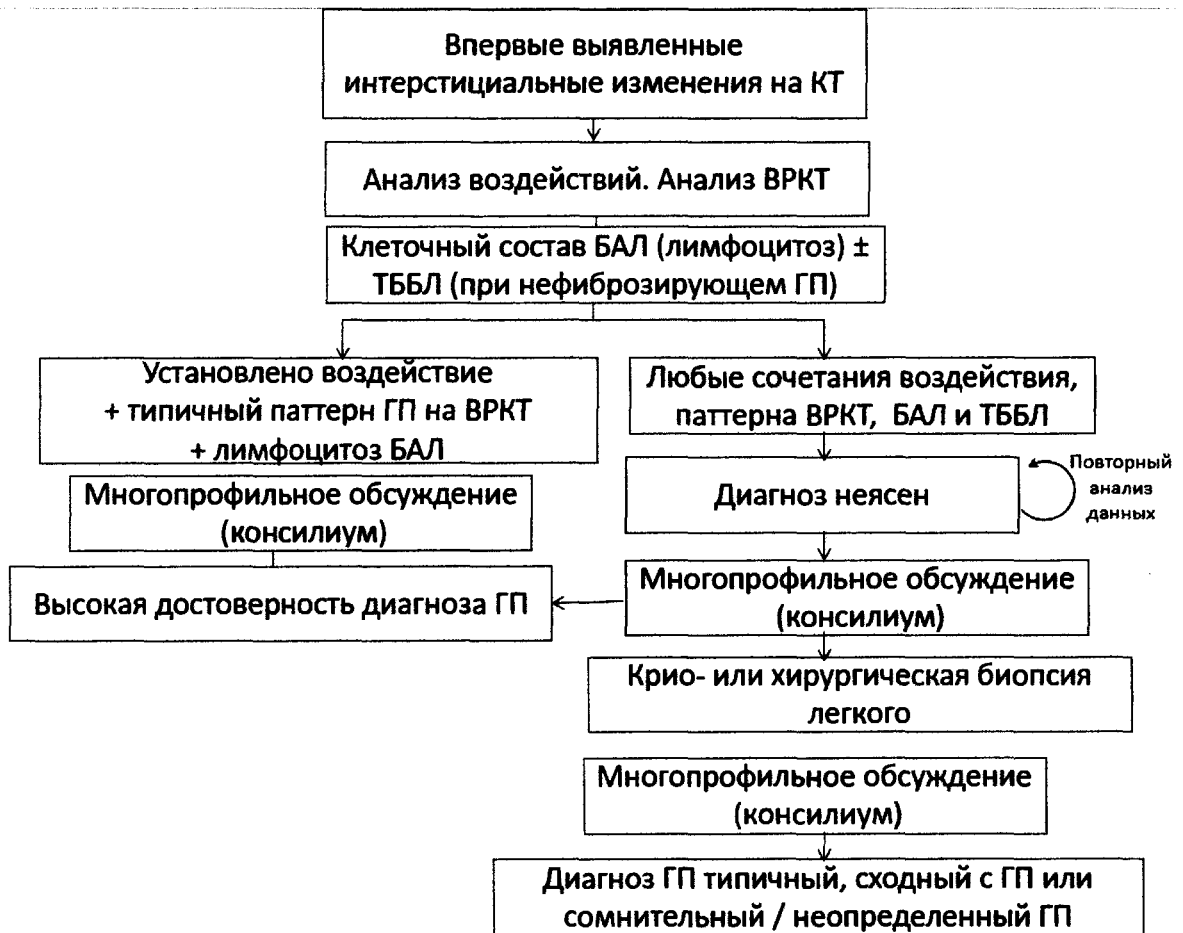 Впервые выявленные
интерстициальные изменения на КТ
Анализ воздействий. Анализ ВРКТ
Клеточный состав БАЛ (лимфоцитоз) ±
ТББЛ (при нефиброзирующем ГП)
Установлено воздействие
+ типичный паттерн ГП на ВРКТ
+ лимфоцитоз БАЛ
Многопрофильное обсуждение
(консилиум)
Высокая достоверность диагноза ГП
Любые сочетания воздействия,
паттерна ВРКТ, БАЛ и ТББЛ
Диагноз неясен
Повторный
анализ
данных
Многопрофильное обсуждение
(консилиум)
Крио- или хирургическая биопсия
легкого
Многопрофильное обсуждение
(консилиум)
Диагноз ГП типичный, сходный с ГП или
сомнительный / неопределенный ГП